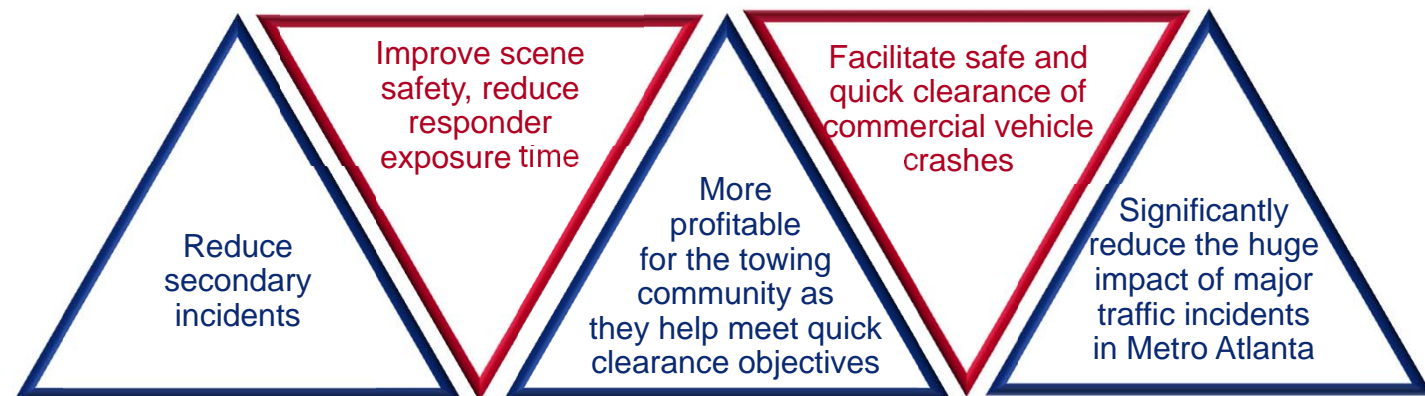 Reduce
secondary
incidents
Improve scene
safety, reduce
responder
exposure time
More
profitable
for the towing
community as
they help meet quick
clearance objectives
Facilitate safe and
quick clearance of
commercial vehicle
crashes
Significantly
reduce the huge
impact of major
traffic incidents
in Metro Atlanta